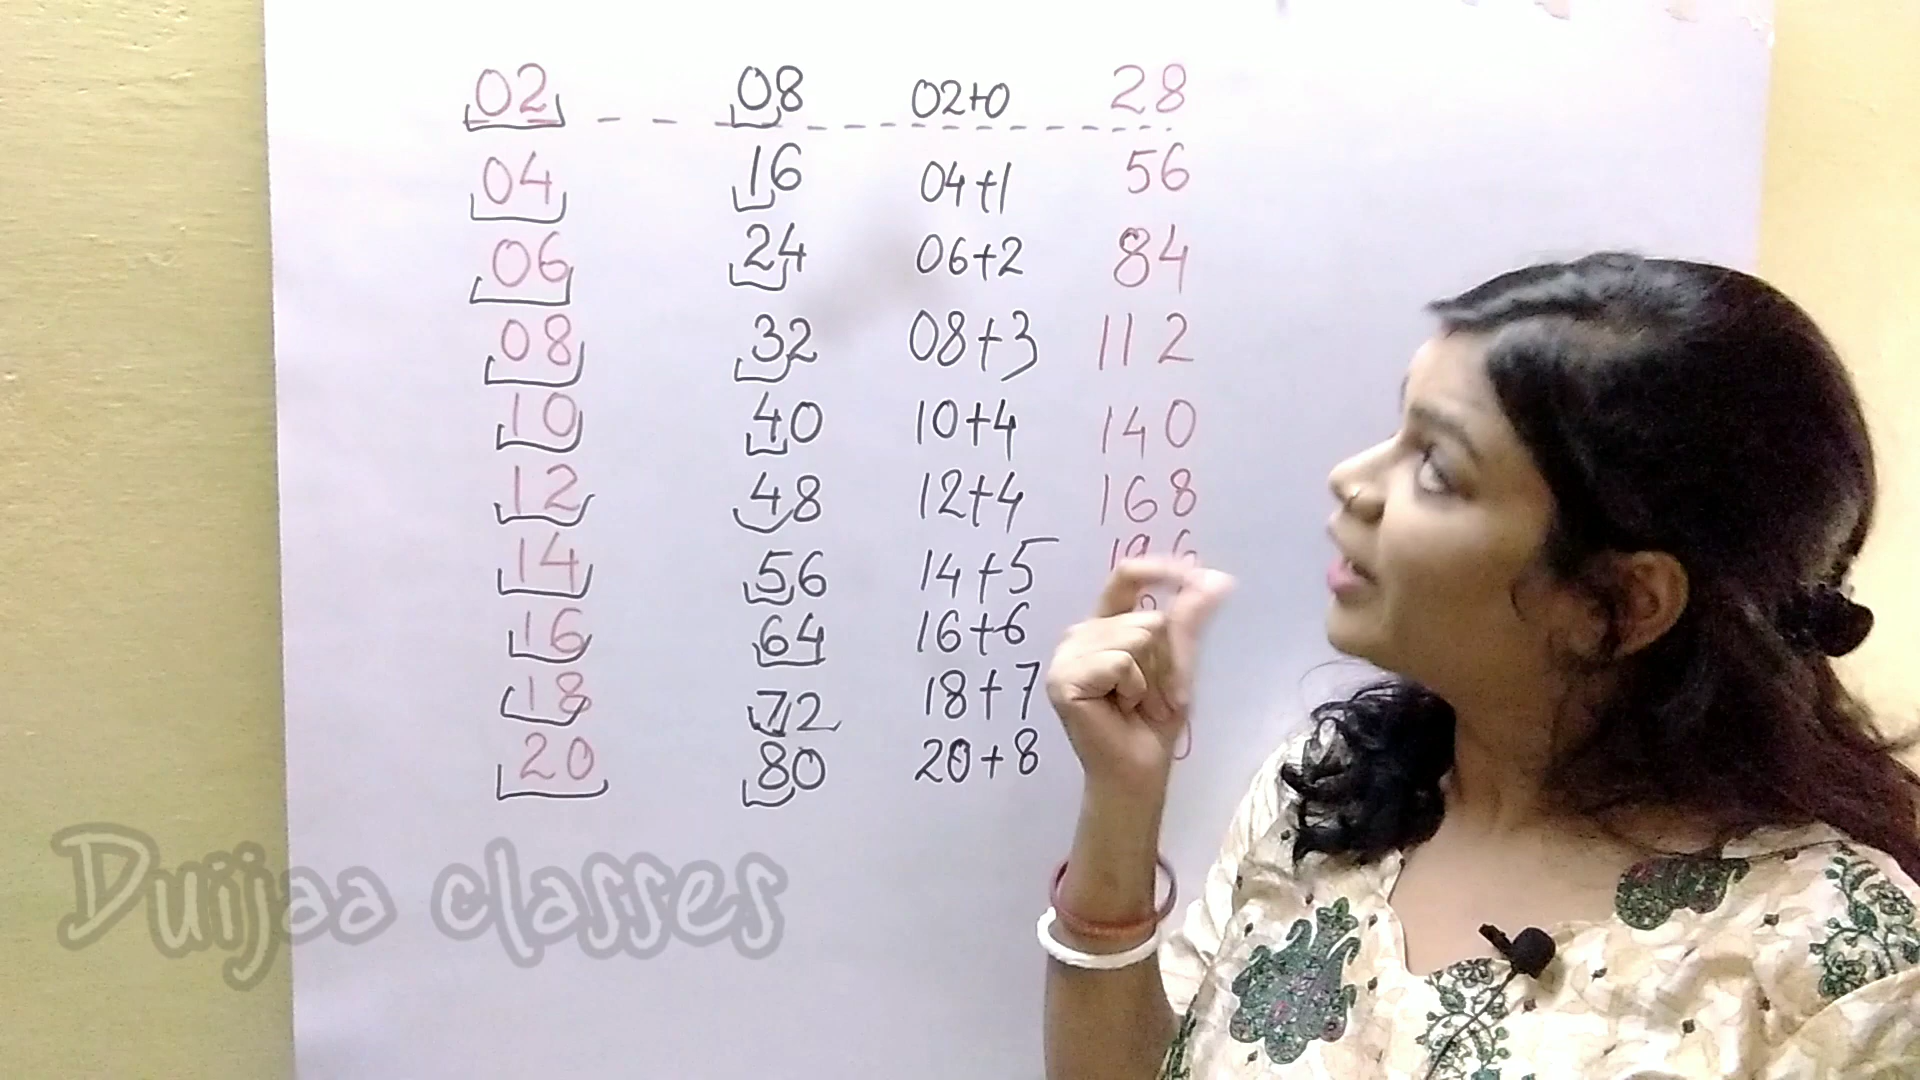 02 08 02+0 28
04 16 04+1 56
06 24 06+2 84
08 32 08+3 112
10 40 10+4 140
12 48 12+4 168
14 56 14+5 196
16 64 16+6
18 72 18+7
20 80 20+8
Duijaa classes